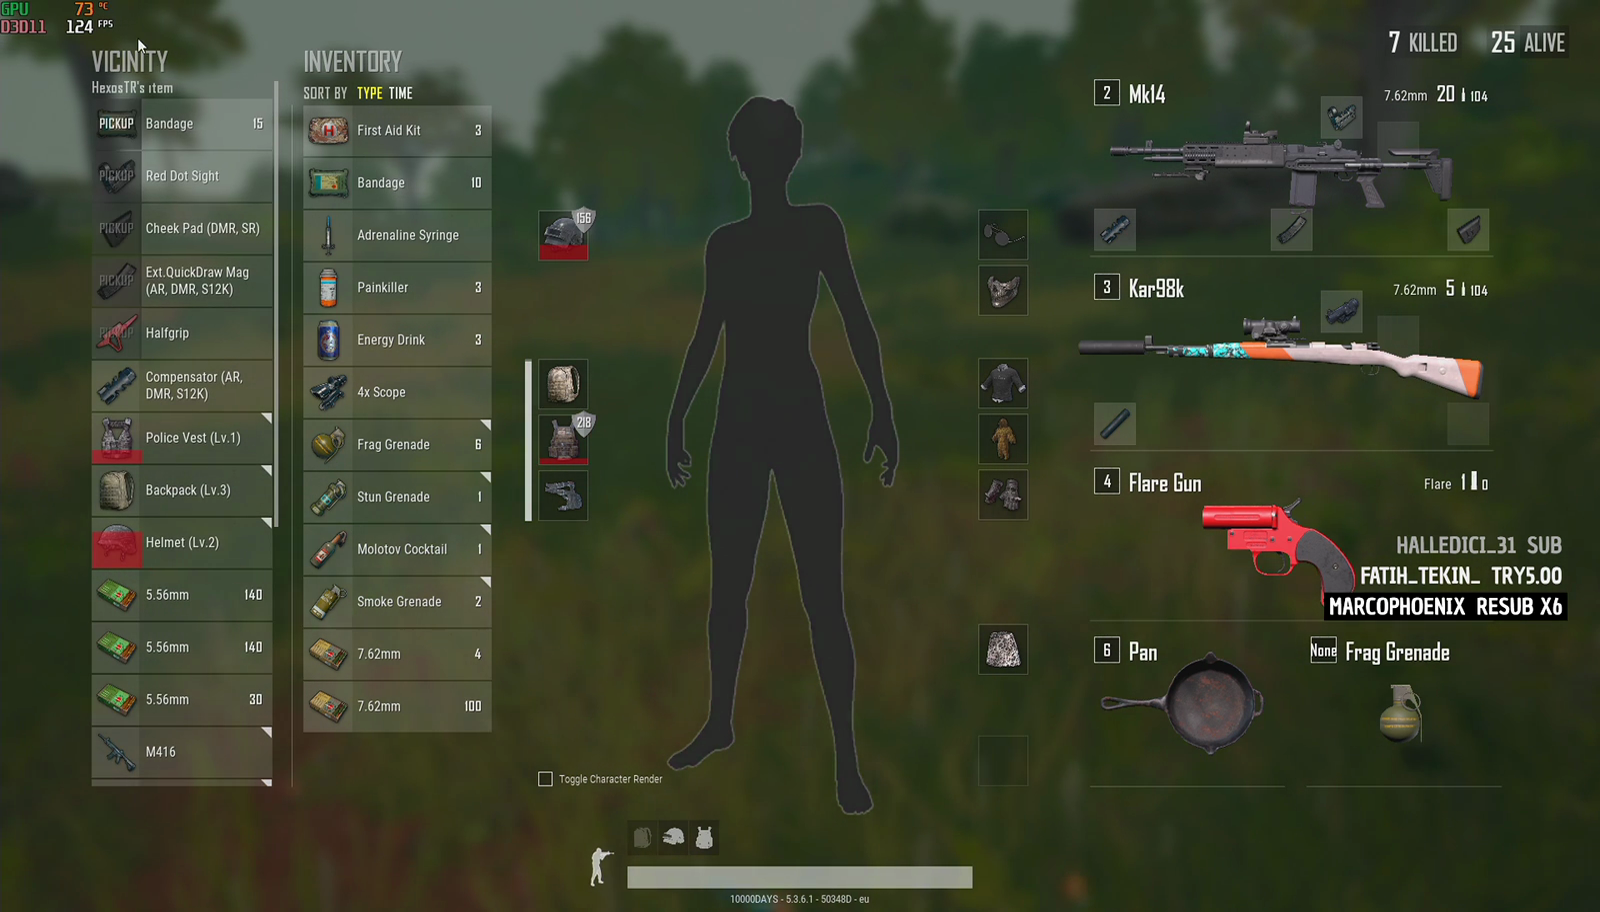 GPU 73 °C
D3D11 124 FPS
7 KILLED 25 ALIVE
VICINITY
HexosTR's item
PICKUP Bandage 15
PICKUP Red Dot Sight
PICKUP Cheek Pad (DMR, SR)
PICKUP Ext.QuickDraw Mag
(AR, DMR, S12K)
Halfgrip
Compensator (AR,
DMR, S12K)
Police Vest (Lv.1)
Backpack (Lv.3)
Helmet (Lv.2)
5.56mm 140
5.56mm 140
5.56mm 30
M416
INVENTORY
SORT BY TYPE TIME
First Aid Kit 3
Bandage 10
Adrenaline Syringe
Painkiller 3
Energy Drink 3
4x Scope
Frag Grenade 6
Stun Grenade 1
Molotov Cocktail 1
Smoke Grenade 2
7.62mm 4
7.62mm 100
156
218
Toggle Character Render
10000DAYS - 5.3.6.1 - 50348D - eu
2 Mk14 7.62mm 20 104
3 Kar98k 7.62mm 5 104
4 Flare Gun Flare 1 0
HALLEDICI_31 SUB
FATIH_TEKIN_ TRY5.00
MARCOPHOENIX RESUB X6
6 Pan
None Frag Grenade